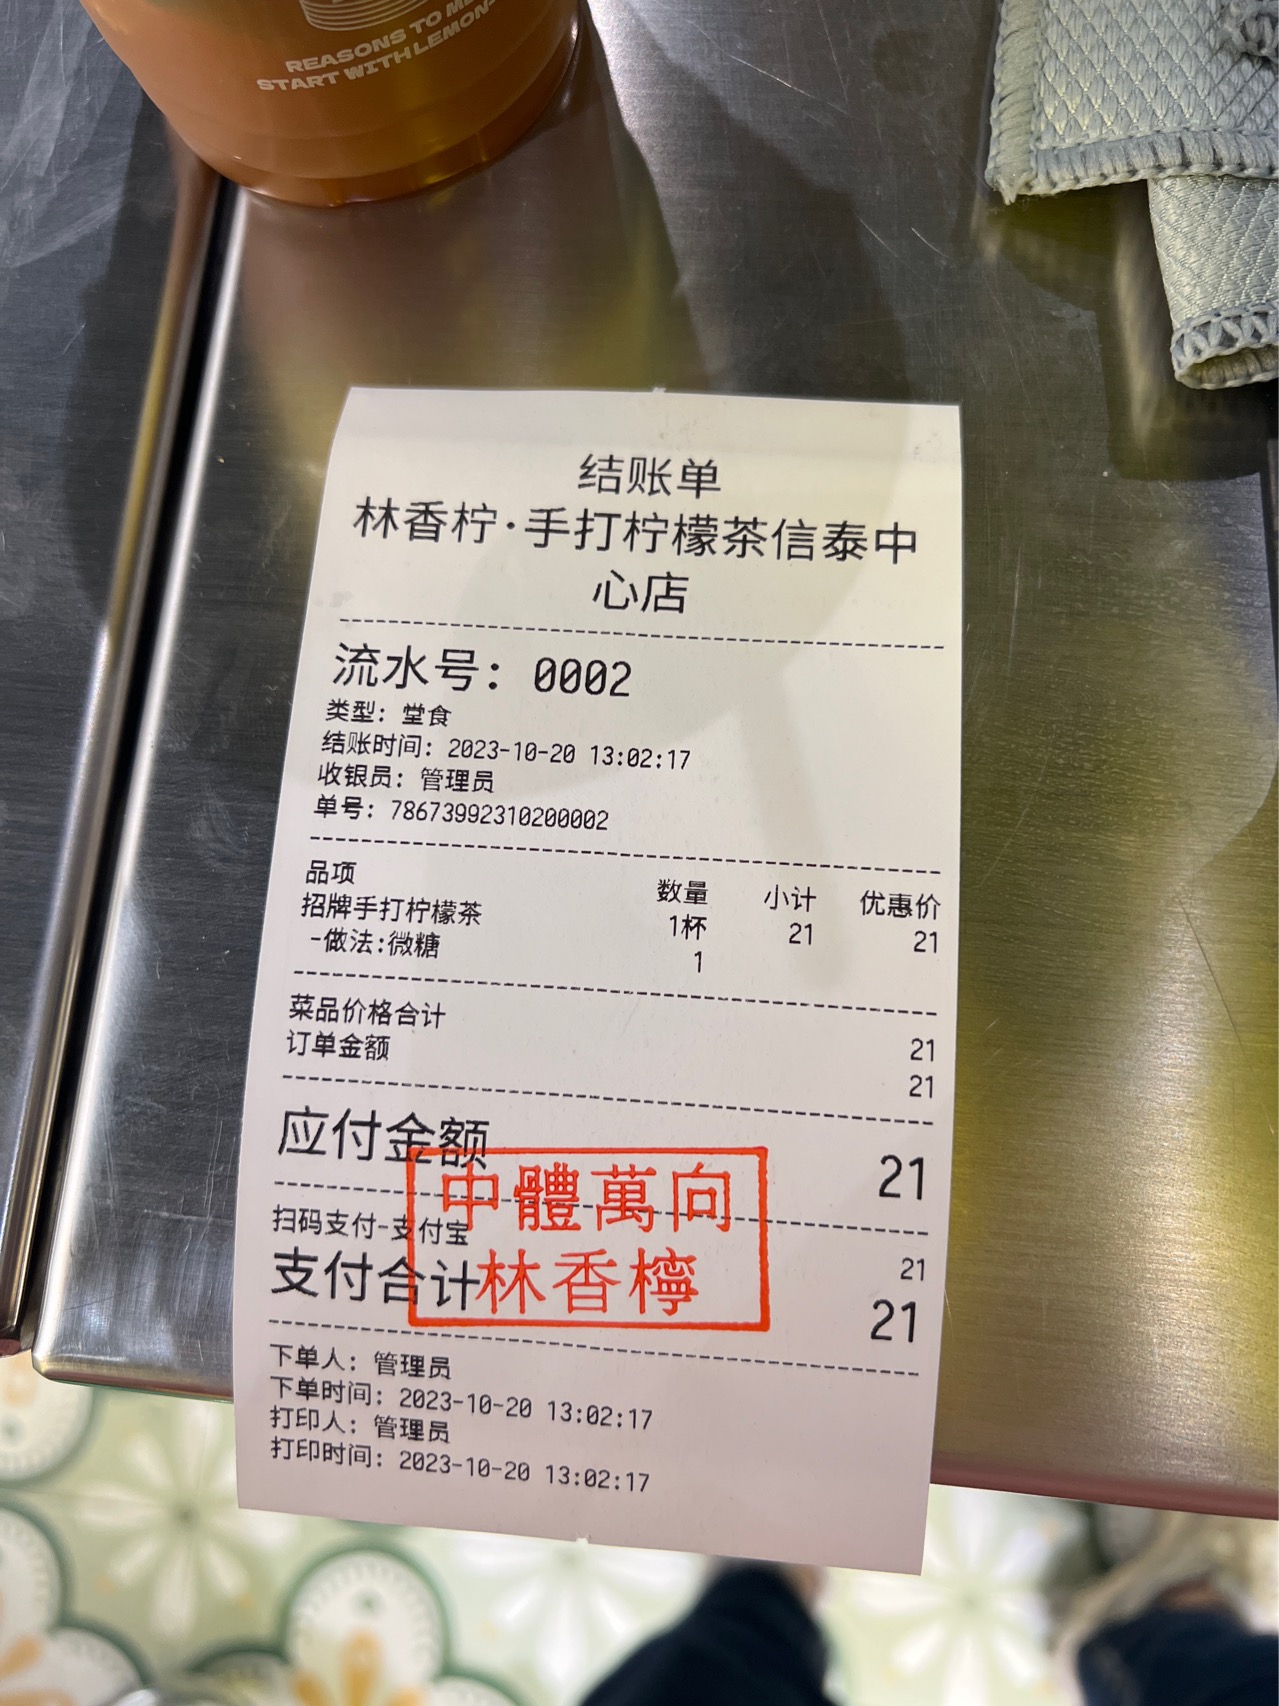 REASONS TO ME
START WITH LEMON-
结账单
林香柠·手打柠檬茶信泰中
心店
流水号：0002
类型：堂食
结账时间：2023-10-20 13:02:17
收银员：管理员
单号：78673992310200002
品项 数量 小计 优惠价
招牌手打柠檬茶 1杯 21 21
-做法:微糖 1
菜品价格合计 21
订单金额 21
应付金额 21
中體萬向
扫码支付-支付宝 21
支付合计 21
林香檸
下单人：管理员
下单时间：2023-10-20 13:02:17
打印人：管理员
打印时间：2023-10-20 13:02:17